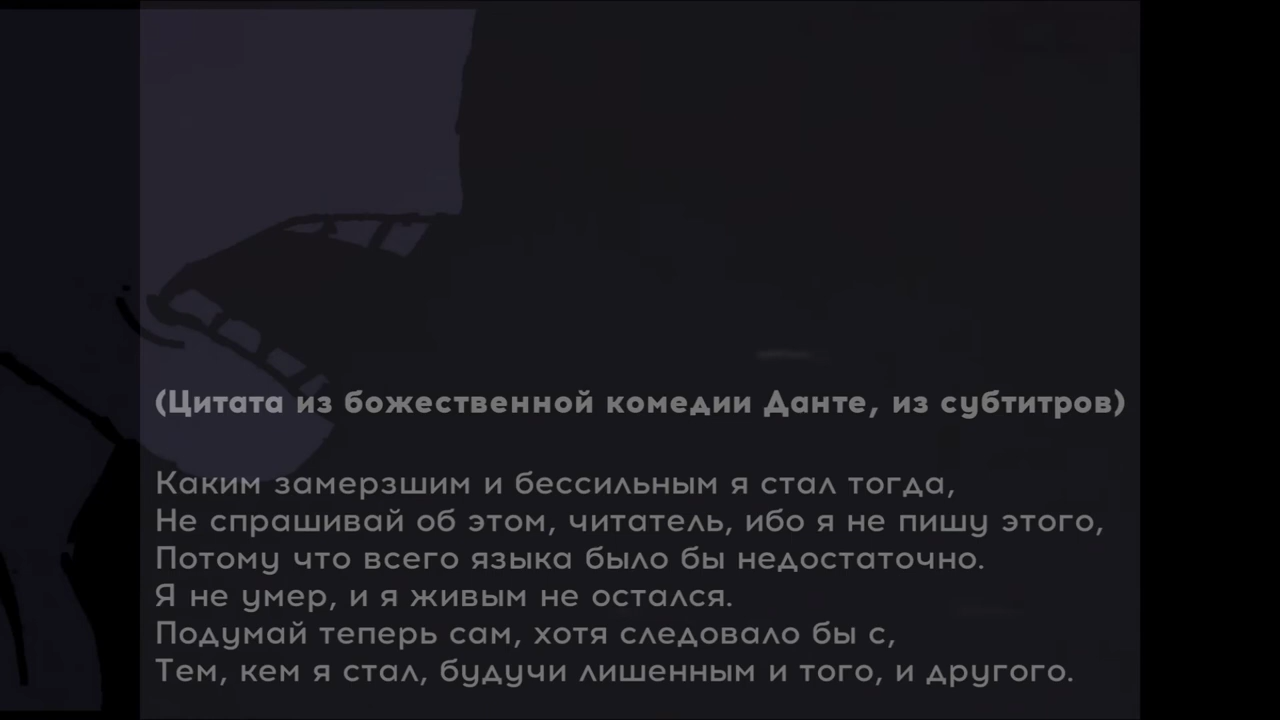 (Цитата из божественной комедии Данте, из субтитров)
Каким замерзшим и бессильным я стал тогда,
Не спрашивай об этом, читатель, ибо я не пишу этого,
Потому что всего языка было бы недостаточно.
Я не умер, и я живым не остался.
Подумай теперь сам, хотя следовало бы с,
Тем, кем я стал, будучи лишенным и того, и другого.